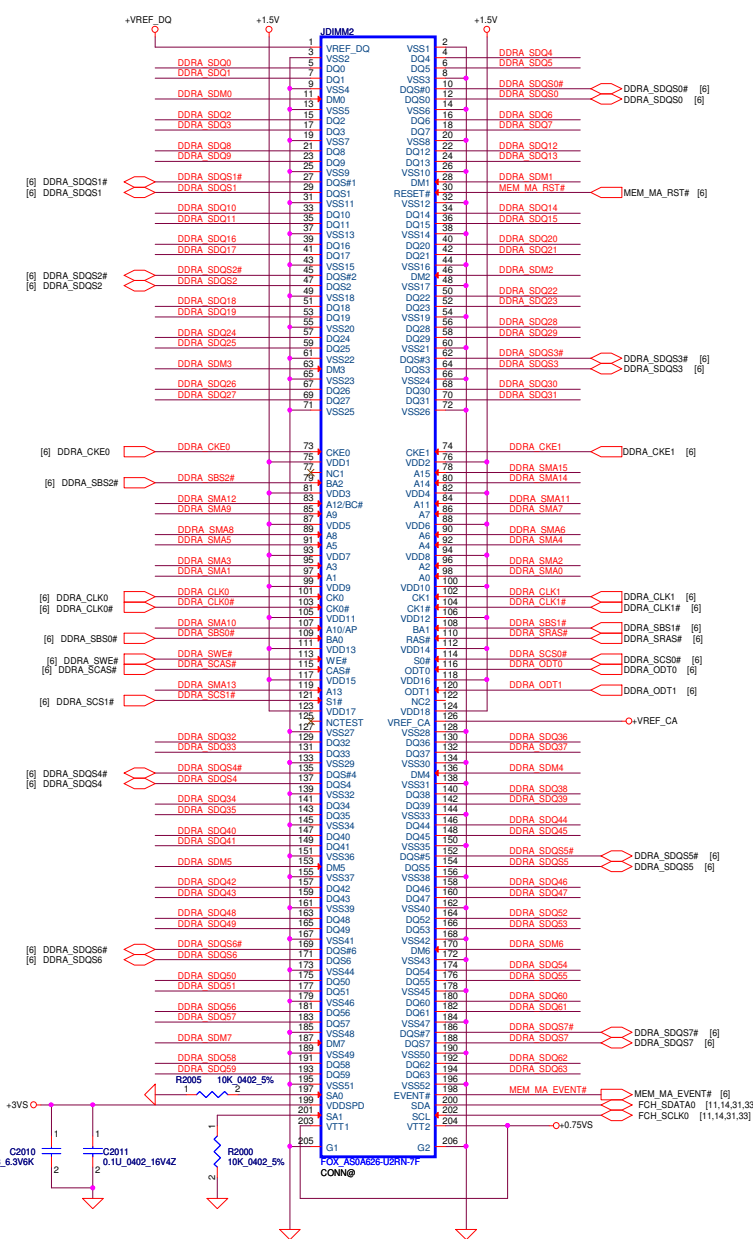 +VREF_DQ +1.5V +1.5V
JDIMM2
1 VREF_DQ VSS1 2
3 VSS2 DQ4 4 DDRA_SDQ4
DDRA_SDQ0 5 DQ0 DQ5 6 DDRA_SDQ5
DDRA_SDQ1 7 DQ1 VSS3 8
9 VSS4 DQS#0 10 DDRA_SDQS0# DDRA_SDQS0# [6]
DDRA_SDM0 11 DM0 DQS0 12 DDRA_SDQS0 DDRA_SDQS0 [6]
13 VSS5 VSS6 14
DDRA_SDQ2 15 DQ2 DQ6 16 DDRA_SDQ6
DDRA_SDQ3 17 DQ3 DQ7 18 DDRA_SDQ7
19 VSS7 VSS8 20
DDRA_SDQ8 21 DQ8 DQ12 22 DDRA_SDQ12
DDRA_SDQ9 23 DQ9 DQ13 24 DDRA_SDQ13
25 VSS9 VSS10 26
[6] DDRA_SDQS1# DDRA_SDQS1# 27 DQS#1 DM1 28 DDRA_SDM1
[6] DDRA_SDQS1 DDRA_SDQS1 29 DQS1 RESET# 30 MEM_MA_RST# MEM_MA_RST# [6]
31 VSS11 VSS12 32
DDRA_SDQ10 33 DQ10 DQ14 34 DDRA_SDQ14
DDRA_SDQ11 35 DQ11 DQ15 36 DDRA_SDQ15
37 VSS13 VSS14 38
DDRA_SDQ16 39 DQ16 DQ20 40 DDRA_SDQ20
DDRA_SDQ17 41 DQ17 DQ21 42 DDRA_SDQ21
43 VSS15 VSS16 44
[6] DDRA_SDQS2# DDRA_SDQS2# 45 DQS#2 DM2 46 DDRA_SDM2
[6] DDRA_SDQS2 DDRA_SDQS2 47 DQS2 VSS17 48
49 VSS18 DQ22 50 DDRA_SDQ22
DDRA_SDQ18 51 DQ18 DQ23 52 DDRA_SDQ23
DDRA_SDQ19 53 DQ19 VSS19 54
55 VSS20 DQ28 56 DDRA_SDQ28
DDRA_SDQ24 57 DQ24 DQ29 58 DDRA_SDQ29
DDRA_SDQ25 59 DQ25 VSS21 60
61 VSS22 DQS#3 62 DDRA_SDQS3# DDRA_SDQS3# [6]
DDRA_SDM3 63 DM3 DQS3 64 DDRA_SDQS3 DDRA_SDQS3 [6]
65 VSS23 VSS24 66
DDRA_SDQ26 67 DQ26 DQ30 68 DDRA_SDQ30
DDRA_SDQ27 69 DQ27 DQ31 70 DDRA_SDQ31
71 VSS25 VSS26 72
[6] DDRA_CKE0 DDRA_CKE0 73 CKE0 CKE1 74 DDRA_CKE1 DDRA_CKE1 [6]
75 VDD1 VDD2 76
77 NC1 A15 78 DDRA_SMA15
[6] DDRA_SBS2# DDRA_SBS2# 79 BA2 A14 80 DDRA_SMA14
81 VDD3 VDD4 82
DDRA_SMA12 83 A12/BC# A11 84 DDRA_SMA11
DDRA_SMA9 85 A9 A7 86 DDRA_SMA7
87 VDD5 VDD6 88
DDRA_SMA8 89 A8 A6 90 DDRA_SMA6
DDRA_SMA5 91 A5 A4 92 DDRA_SMA4
93 VDD7 VDD8 94
DDRA_SMA3 95 A3 A2 96 DDRA_SMA2
DDRA_SMA1 97 A1 A0 98 DDRA_SMA0
99 VDD9 VDD10 100
[6] DDRA_CLK0 DDRA_CLK0 101 CK0 CK1 102 DDRA_CLK1 DDRA_CLK1 [6]
[6] DDRA_CLK0# DDRA_CLK0# 103 CK0# CK1# 104 DDRA_CLK1# DDRA_CLK1# [6]
105 VDD11 VDD12 106
DDRA_SMA10 107 A10/AP BA1 108 DDRA_SBS1# DDRA_SBS1# [6]
[6] DDRA_SBS0# DDRA_SBS0# 109 BA0 RAS# 110 DDRA_SRAS# DDRA_SRAS# [6]
111 VDD13 VDD14 112
[6] DDRA_SWE# DDRA_SWE# 113 WE# S0# 114 DDRA_SCS0# DDRA_SCS0# [6]
[6] DDRA_SCAS# DDRA_SCAS# 115 CAS# ODT0 116 DDRA_ODT0 DDRA_ODT0 [6]
117 VDD15 VDD16 118
DDRA_SMA13 119 A13 ODT1 120 DDRA_ODT1 DDRA_ODT1 [6]
[6] DDRA_SCS1# DDRA_SCS1# 121 S1# NC2 122
123 VDD17 VDD18 124
125 NCTEST VREF_CA 126 +VREF_CA
127 VSS27 VSS28 128
DDRA_SDQ32 129 DQ32 DQ36 130 DDRA_SDQ36
DDRA_SDQ33 131 DQ33 DQ37 132 DDRA_SDQ37
133 VSS29 VSS30 134
[6] DDRA_SDQS4# DDRA_SDQS4# 135 DQS#4 DM4 136 DDRA_SDM4
[6] DDRA_SDQS4 DDRA_SDQS4 137 DQS4 VSS31 138
139 VSS32 DQ38 140 DDRA_SDQ38
DDRA_SDQ34 141 DQ34 DQ39 142 DDRA_SDQ39
DDRA_SDQ35 143 DQ35 VSS33 144
145 VSS34 DQ44 146 DDRA_SDQ44
DDRA_SDQ40 147 DQ40 DQ45 148 DDRA_SDQ45
DDRA_SDQ41 149 DQ41 VSS35 150
151 VSS36 DQS#5 152 DDRA_SDQS5# DDRA_SDQS5# [6]
DDRA_SDM5 153 DM5 DQS5 154 DDRA_SDQS5 DDRA_SDQS5 [6]
155 VSS37 VSS38 156
DDRA_SDQ42 157 DQ42 DQ46 158 DDRA_SDQ46
DDRA_SDQ43 159 DQ43 DQ47 160 DDRA_SDQ47
161 VSS39 VSS40 162
DDRA_SDQ48 163 DQ48 DQ52 164 DDRA_SDQ52
DDRA_SDQ49 165 DQ49 DQ53 166 DDRA_SDQ53
167 VSS41 VSS42 168
[6] DDRA_SDQS6# DDRA_SDQS6# 169 DQS#6 DM6 170 DDRA_SDM6
[6] DDRA_SDQS6 DDRA_SDQS6 171 DQS6 VSS43 172
173 VSS44 DQ54 174 DDRA_SDQ54
DDRA_SDQ50 175 DQ50 DQ55 176 DDRA_SDQ55
DDRA_SDQ51 177 DQ51 VSS45 178
179 VSS46 DQ60 180 DDRA_SDQ60
DDRA_SDQ56 181 DQ56 DQ61 182 DDRA_SDQ61
DDRA_SDQ57 183 DQ57 VSS47 184
185 VSS48 DQS#7 186 DDRA_SDQS7# DDRA_SDQS7# [6]
DDRA_SDM7 187 DM7 DQS7 188 DDRA_SDQS7 DDRA_SDQS7 [6]
189 VSS49 VSS50 190
DDRA_SDQ58 191 DQ58 DQ62 192 DDRA_SDQ62
DDRA_SDQ59 193 DQ59 DQ63 194 DDRA_SDQ63
R2005 10K_0402_5% 195 VSS51 VSS52 196
1 2 197 SA0 EVENT# 198 MEM_MA_EVENT# MEM_MA_EVENT# [6]
+3VS 199 VDDSPD SDA 200 FCH_SDATA0 [11,14,31,33
201 SA1 SCL 202 FCH_SCLK0 [11,14,31,33]
203 VTT1 VTT2 204 +0.75VS
205 G1 G2 206
1 1 1
C2010 C2011 R2000
_6.3V6K 0.1U_0402_16V4Z 10K_0402_5%
2 2 2
FOX_AS0A626-U2RN-7F
CONN@